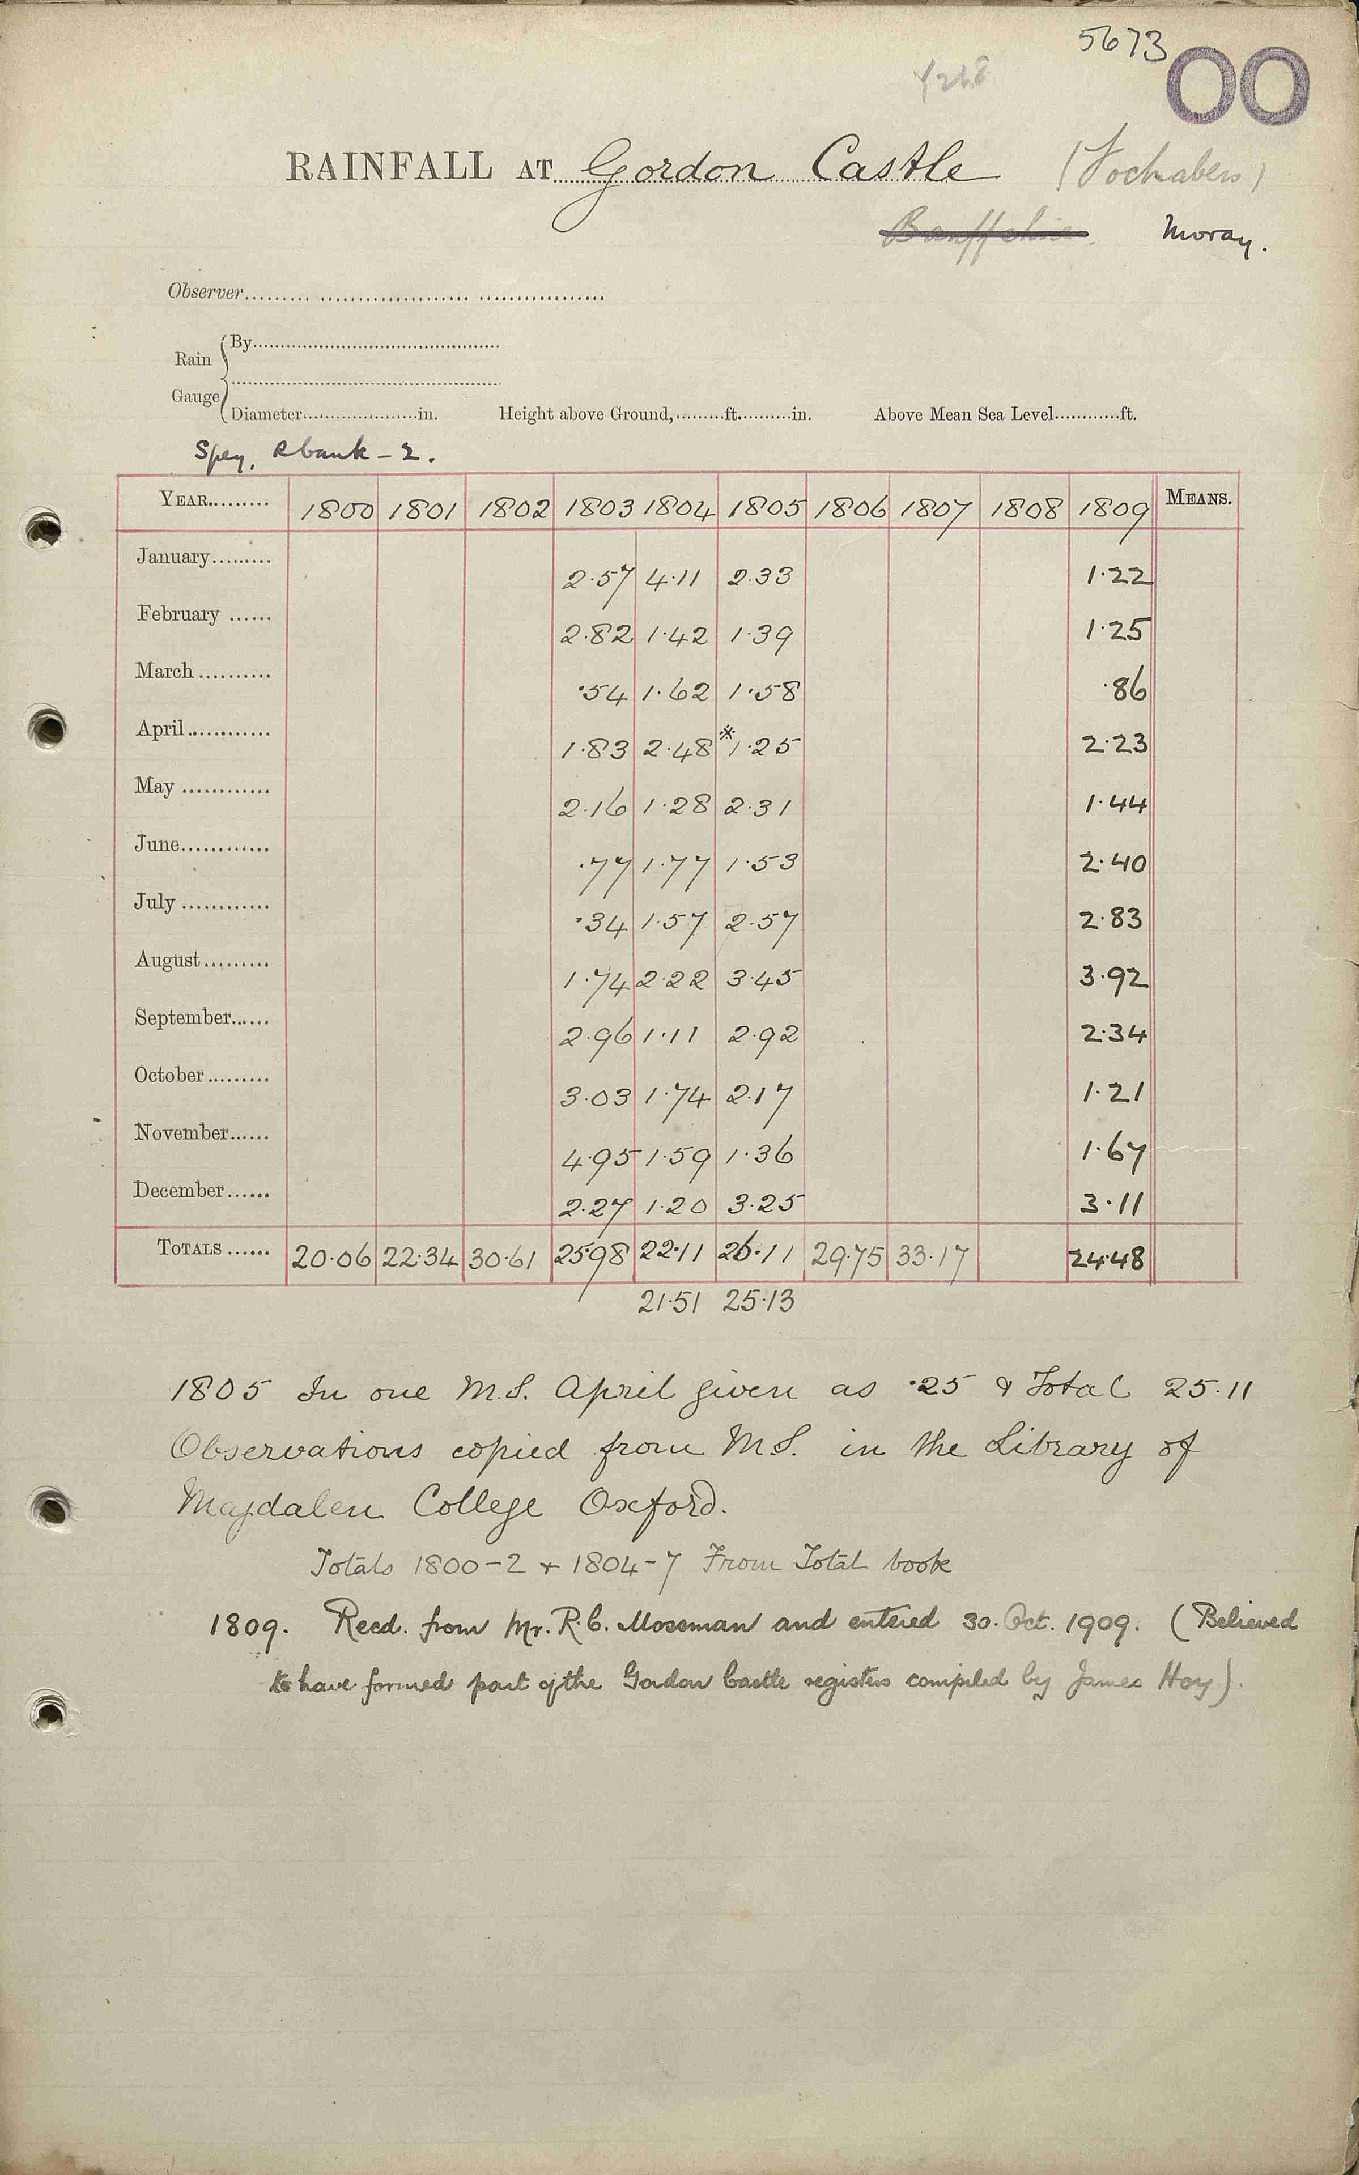 5673
OO
RAINFALL AT Gordon Castle (Fochabers)
Banffshire. Moray.
Observer
Rain Gauge { By
Diameter in. Height above Ground, ft. in. Above Mean Sea Level ft.
Spey, Rbank - 2.
YEAR 1800 1801 1802 1803 1804 1805 1806 1807 1808 1809 MEANS.
January 2.57 4.11 2.33 1.22
February 2.82 1.42 1.39 1.25
March .54 1.62 1.58 .86
April 1.83 2.48 *1.25 2.23
May 2.16 1.28 2.31 1.44
June .77 1.77 1.53 2.40
July .34 1.57 2.57 2.83
August 1.74 2.22 3.45 3.92
September 2.96 1.11 2.92 2.34
October 3.03 1.74 2.17 1.21
November 4.95 1.59 1.36 1.67
December 2.27 1.20 3.25 3.11
TOTALS 20.06 22.34 30.61 25.98 22.11 26.11 29.75 33.17 24.48
21.51 25.13
1805 In one M.S. April given as .25 & Total 25.11
Observations copied from M.S. in the Library of
Magdalen College Oxford.
Totals 1800-2 + 1804-7 From Total book
1809. Recd. from Mr. R.C. Mossman and entered 30. Oct. 1909. (Believed
to have formed part of the Gordon Castle registers compiled by James Hoy).